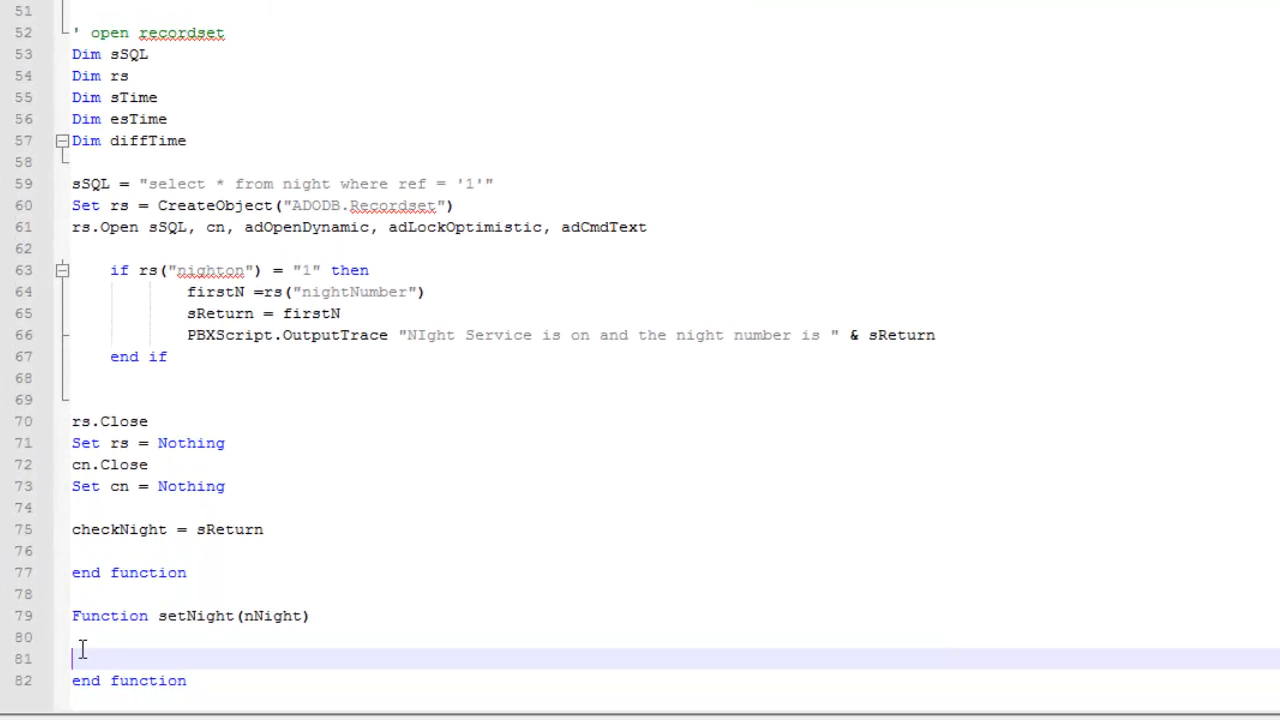 51
52 ' open recordset
53 Dim sSQL
54 Dim rs
55 Dim sTime
56 Dim esTime
57 Dim diffTime
58
59 sSQL = "select * from night where ref = '1'"
60 Set rs = CreateObject("ADODB.Recordset")
61 rs.Open sSQL, cn, adOpenDynamic, adLockOptimistic, adCmdText
62
63 if rs("nighton") = "1" then
64 firstN =rs("nightNumber")
65 sReturn = firstN
66 PBXScript.OutputTrace "NIght Service is on and the night number is " & sReturn
67 end if
68
69
70 rs.Close
71 Set rs = Nothing
72 cn.Close
73 Set cn = Nothing
74
75 checkNight = sReturn
76
77 end function
78
79 Function setNight(nNight)
80
81
82 end function